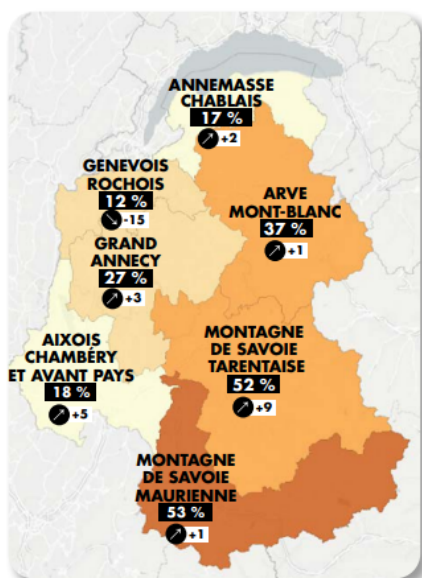 ANNEMASSE
CHABLAIS
17 %
+2
GENEVOIS
ROCHOIS
12 %
-15
ARVE
MONT-BLANC
37 %
+1
GRAND
ANNECY
27 %
+3
AIXOIS
CHAMBÉRY
ET AVANT PAYS
18 %
+5
MONTAGNE
DE SAVOIE
TARENTAISE
52 %
+9
MONTAGNE
DE SAVOIE
MAURIENNE
53 %
+1